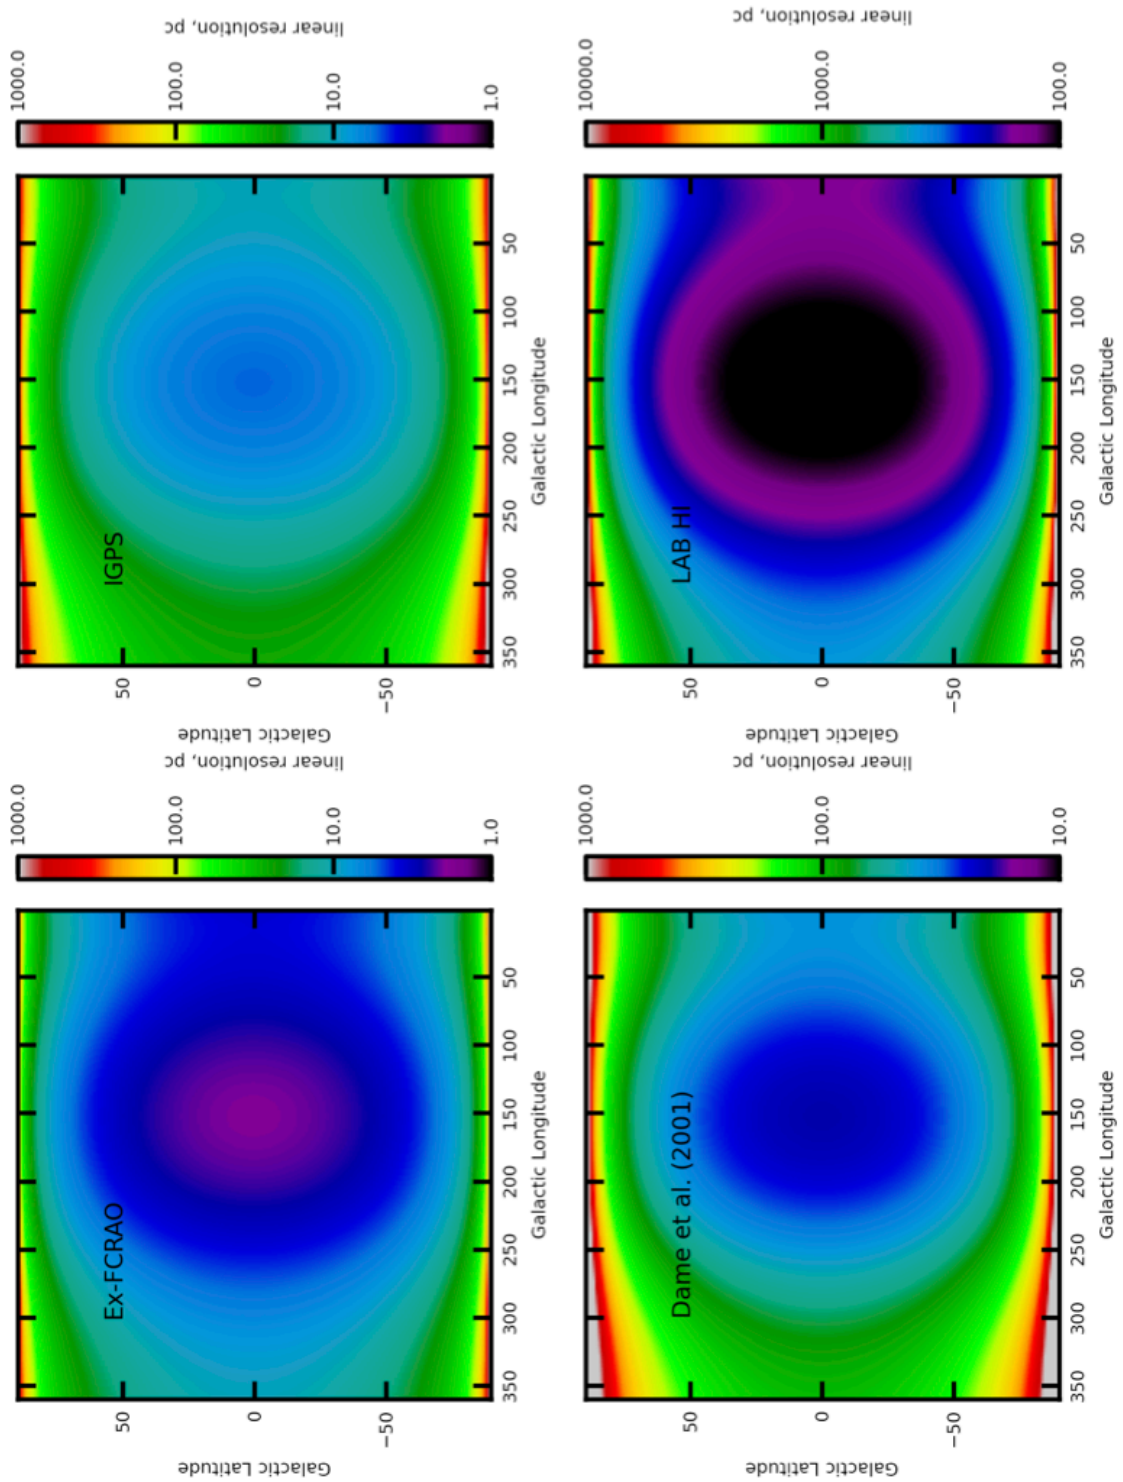 Ex-FCRAO
50
0
−50
Galactic Latitude
350 300 250 200 150 100 50
Galactic Longitude
1000.0
100.0
10.0
1.0
linear resolution, pc
IGPS
50
0
−50
Galactic Latitude
350 300 250 200 150 100 50
Galactic Longitude
1000.0
100.0
10.0
1.0
linear resolution, pc
Dame et al. (2001)
50
0
−50
Galactic Latitude
350 300 250 200 150 100 50
Galactic Longitude
1000.0
100.0
10.0
linear resolution, pc
LAB HI
50
0
−50
Galactic Latitude
350 300 250 200 150 100 50
Galactic Longitude
10000.0
1000.0
100.0
linear resolution, pc